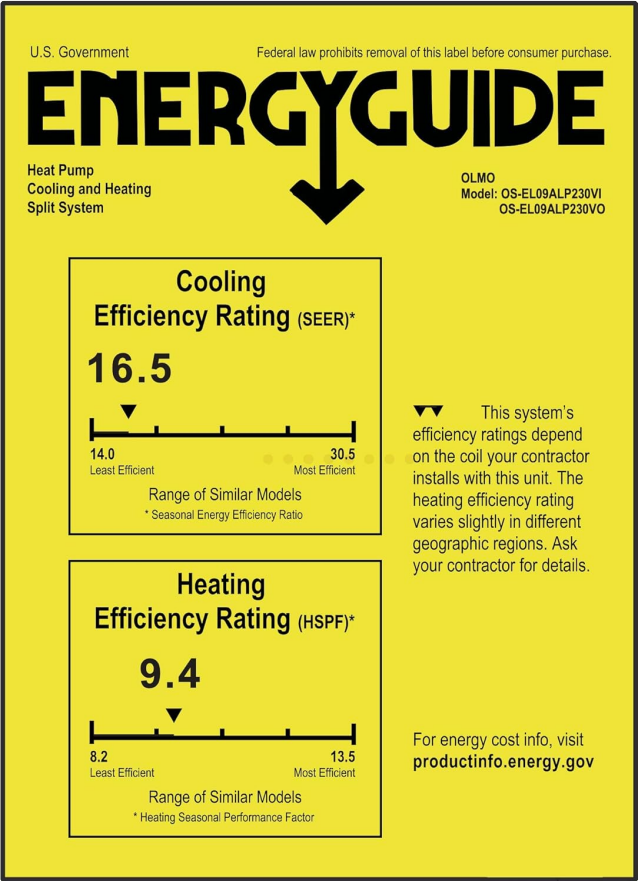 U.S. Government
Federal law prohibits removal of this label before consumer purchase.
ENERGYGUIDE
Heat Pump
Cooling and Heating
Split System
OLMO
Model: OS-EL09ALP230VI
OS-EL09ALP230VO
Cooling
Efficiency Rating (SEER)*
16.5
14.0
30.5
Least Efficient
Most Efficient
Range of Similar Models
* Seasonal Energy Efficiency Ratio
This system's
efficiency ratings depend
on the coil your contractor
installs with this unit. The
heating efficiency rating
varies slightly in different
geographic regions. Ask
your contractor for details.
Heating
Efficiency Rating (HSPF)*
9.4
8.2
13.5
Least Efficient
Most Efficient
Range of Similar Models
* Heating Seasonal Performance Factor
For energy cost info, visit
productinfo.energy.gov